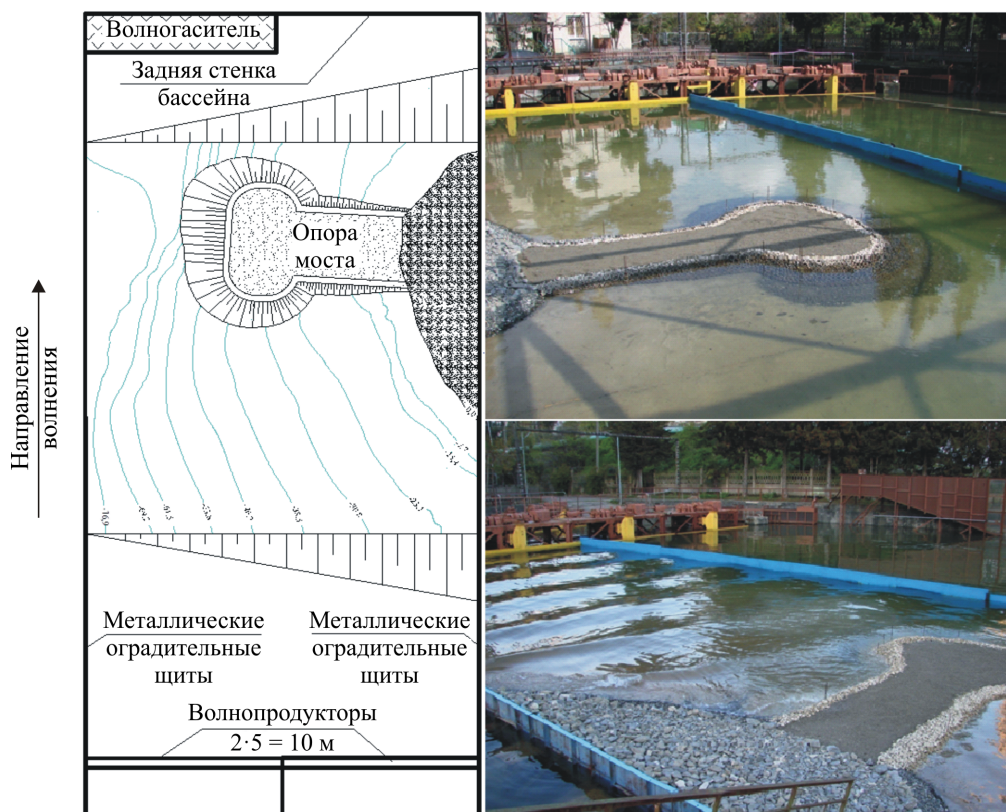 Волногаситель
Задняя стенка
бассейна
Опора
моста
Направление
волнения
Металлические
оградительные
щиты
Металлические
оградительные
щиты
Волнопродукторы
2·5 = 10 м